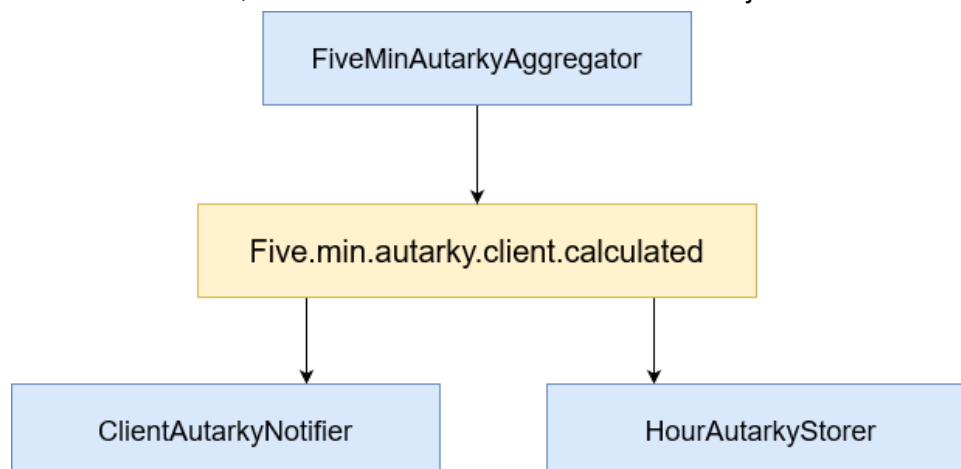 FiveMinAutarkyAggregator
Five.min.autarky.client.calculated
ClientAutarkyNotifier
HourAutarkyStorer